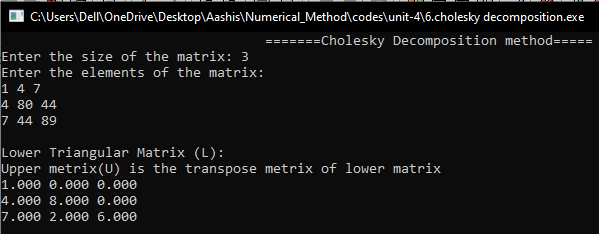 C:\Users\Dell\OneDrive\Desktop\Aashis\Numerical_Method\codes\unit-4\6.cholesky decomposition.exe
=======Cholesky Decomposition method=====
Enter the size of the matrix: 3
Enter the elements of the matrix:
1 4 7
4 80 44
7 44 89
Lower Triangular Matrix (L):
Upper metrix(U) is the transpose metrix of lower matrix
1.000 0.000 0.000
4.000 8.000 0.000
7.000 2.000 6.000